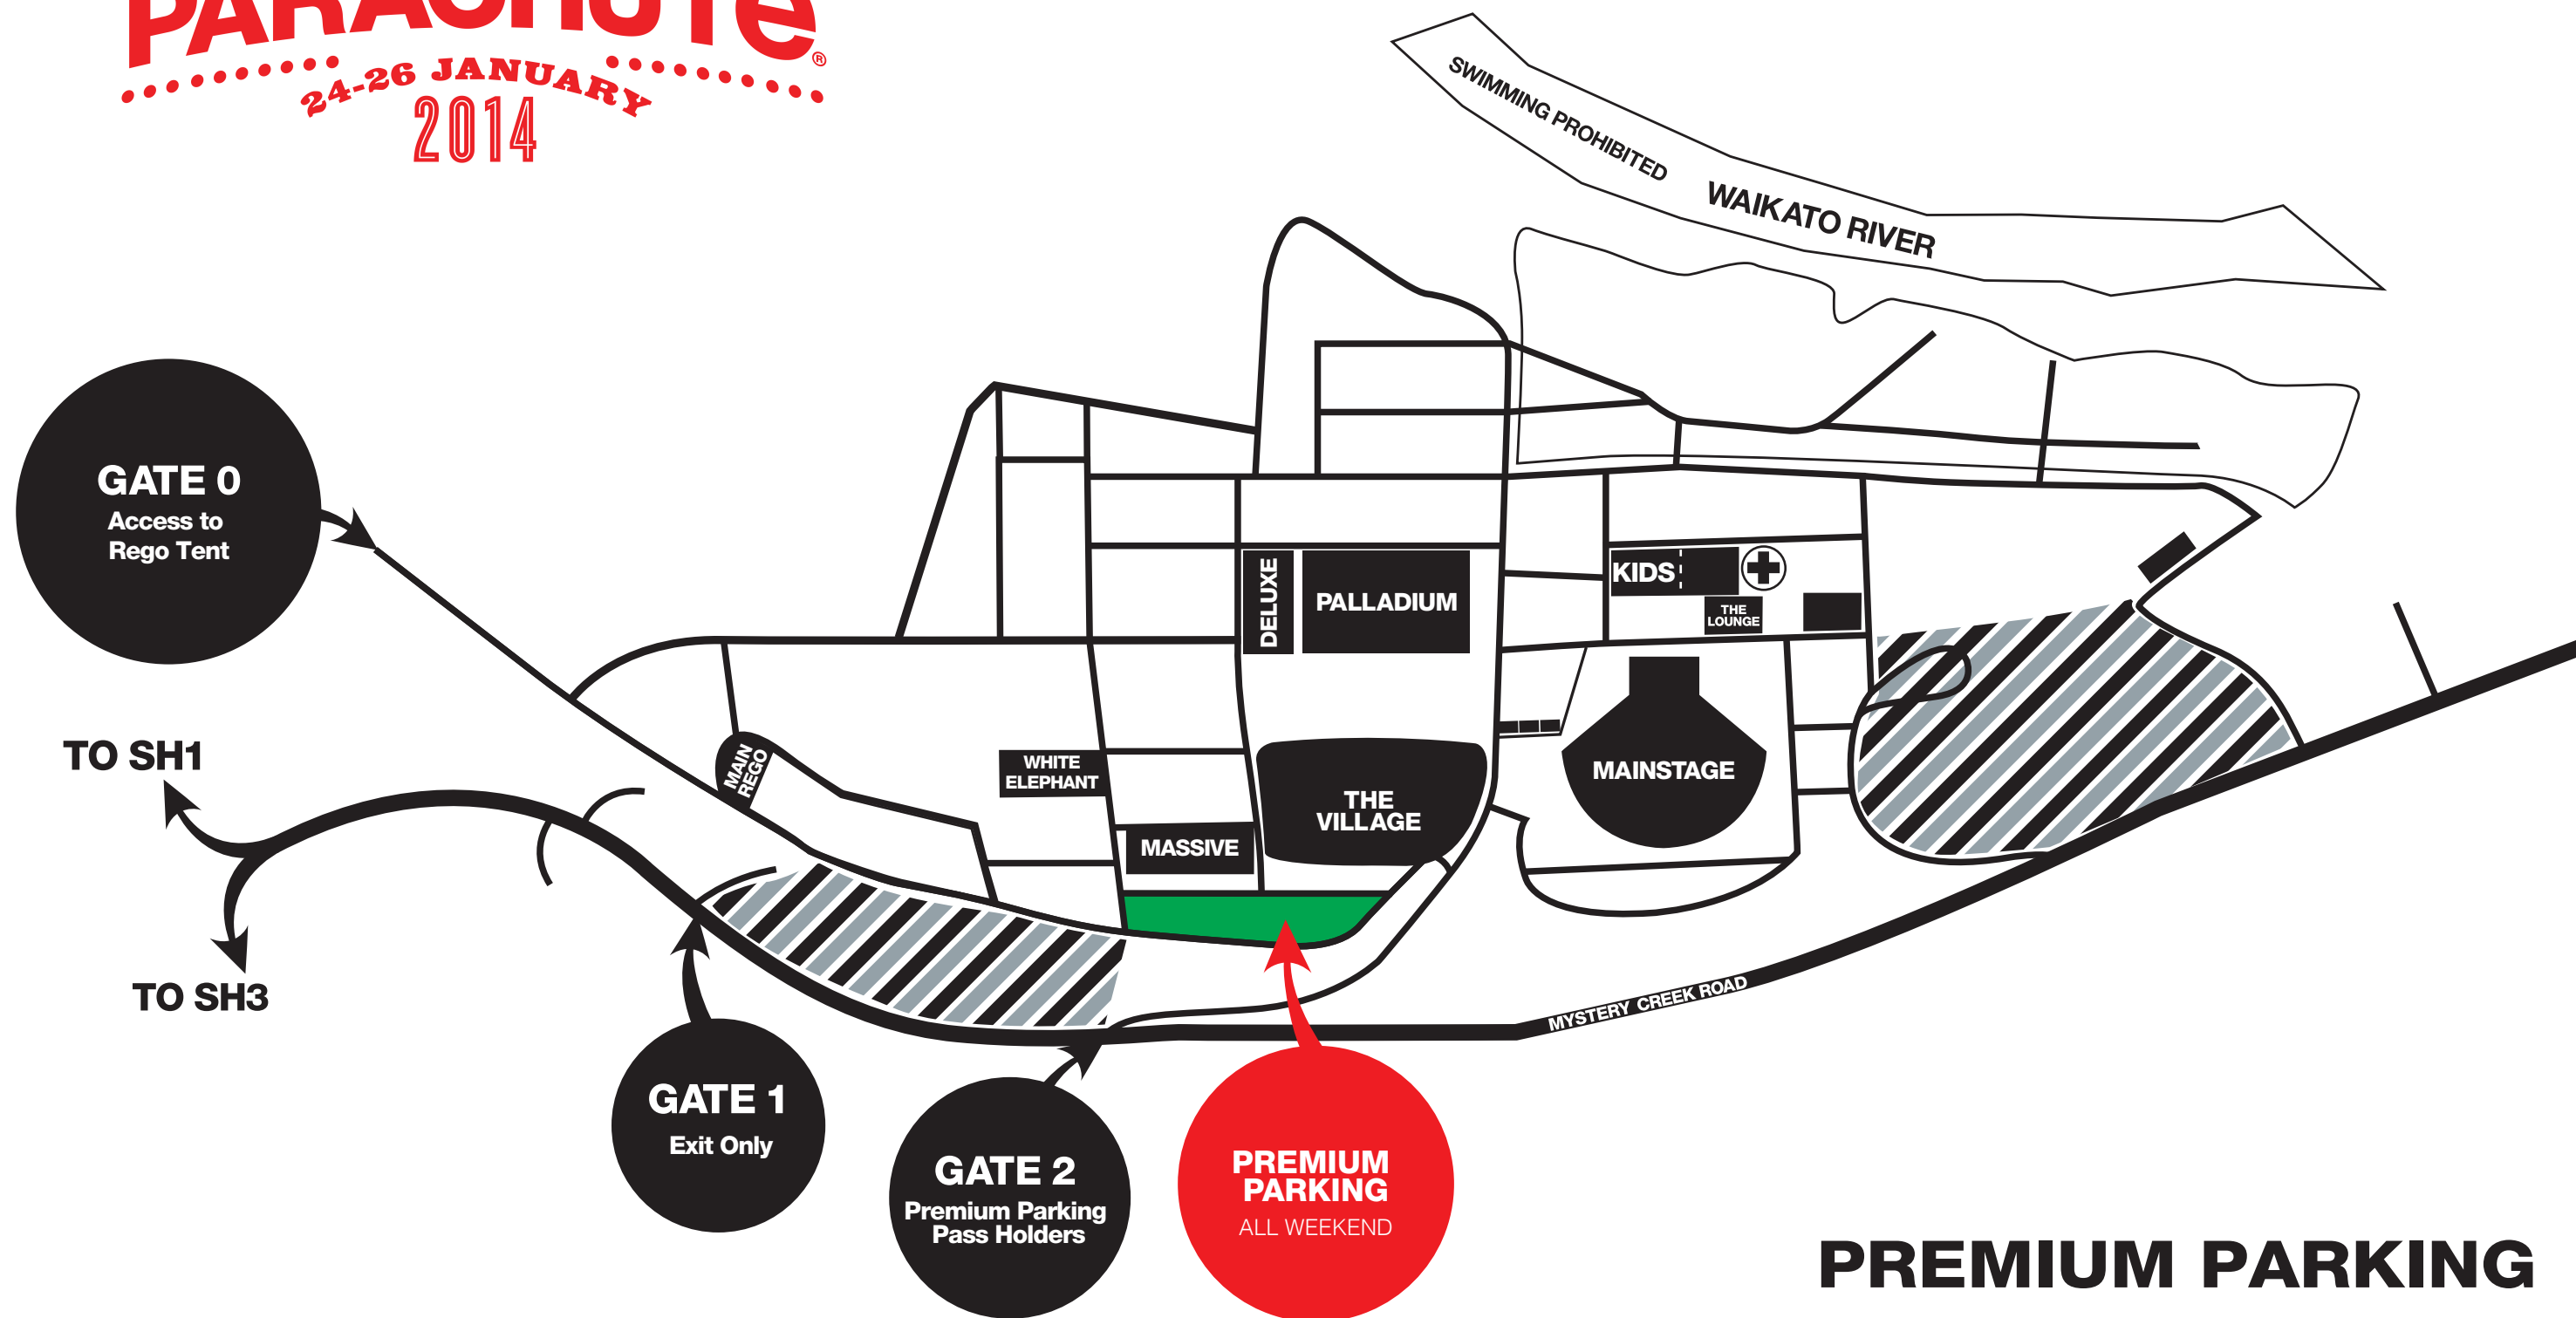 PARACHUTe®
24-26 JANUARY
2014
SWIMMING PROHIBITED
WAIKATO RIVER
GATE 0
Access to
Rego Tent
DELUXE
PALLADIUM
KIDS
THE
LOUNGE
TO SH1
MAIN
REGO
WHITE
ELEPHANT
THE
VILLAGE
MAINSTAGE
MASSIVE
TO SH3
MYSTERY CREEK ROAD
GATE 1
Exit Only
GATE 2
Premium Parking
Pass Holders
PREMIUM
PARKING
ALL WEEKEND
PREMIUM PARKING